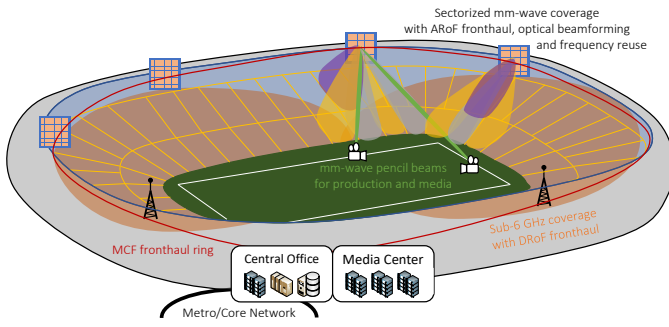 Sectorized mm-wave coverage
with ARoF fronthaul, optical beamforming
and frequency reuse
mm-wave pencil beams
for production and media
Sub-6 GHz coverage
with DRoF fronthaul
MCF fronthaul ring
Central Office
Media Center
Metro/Core Network